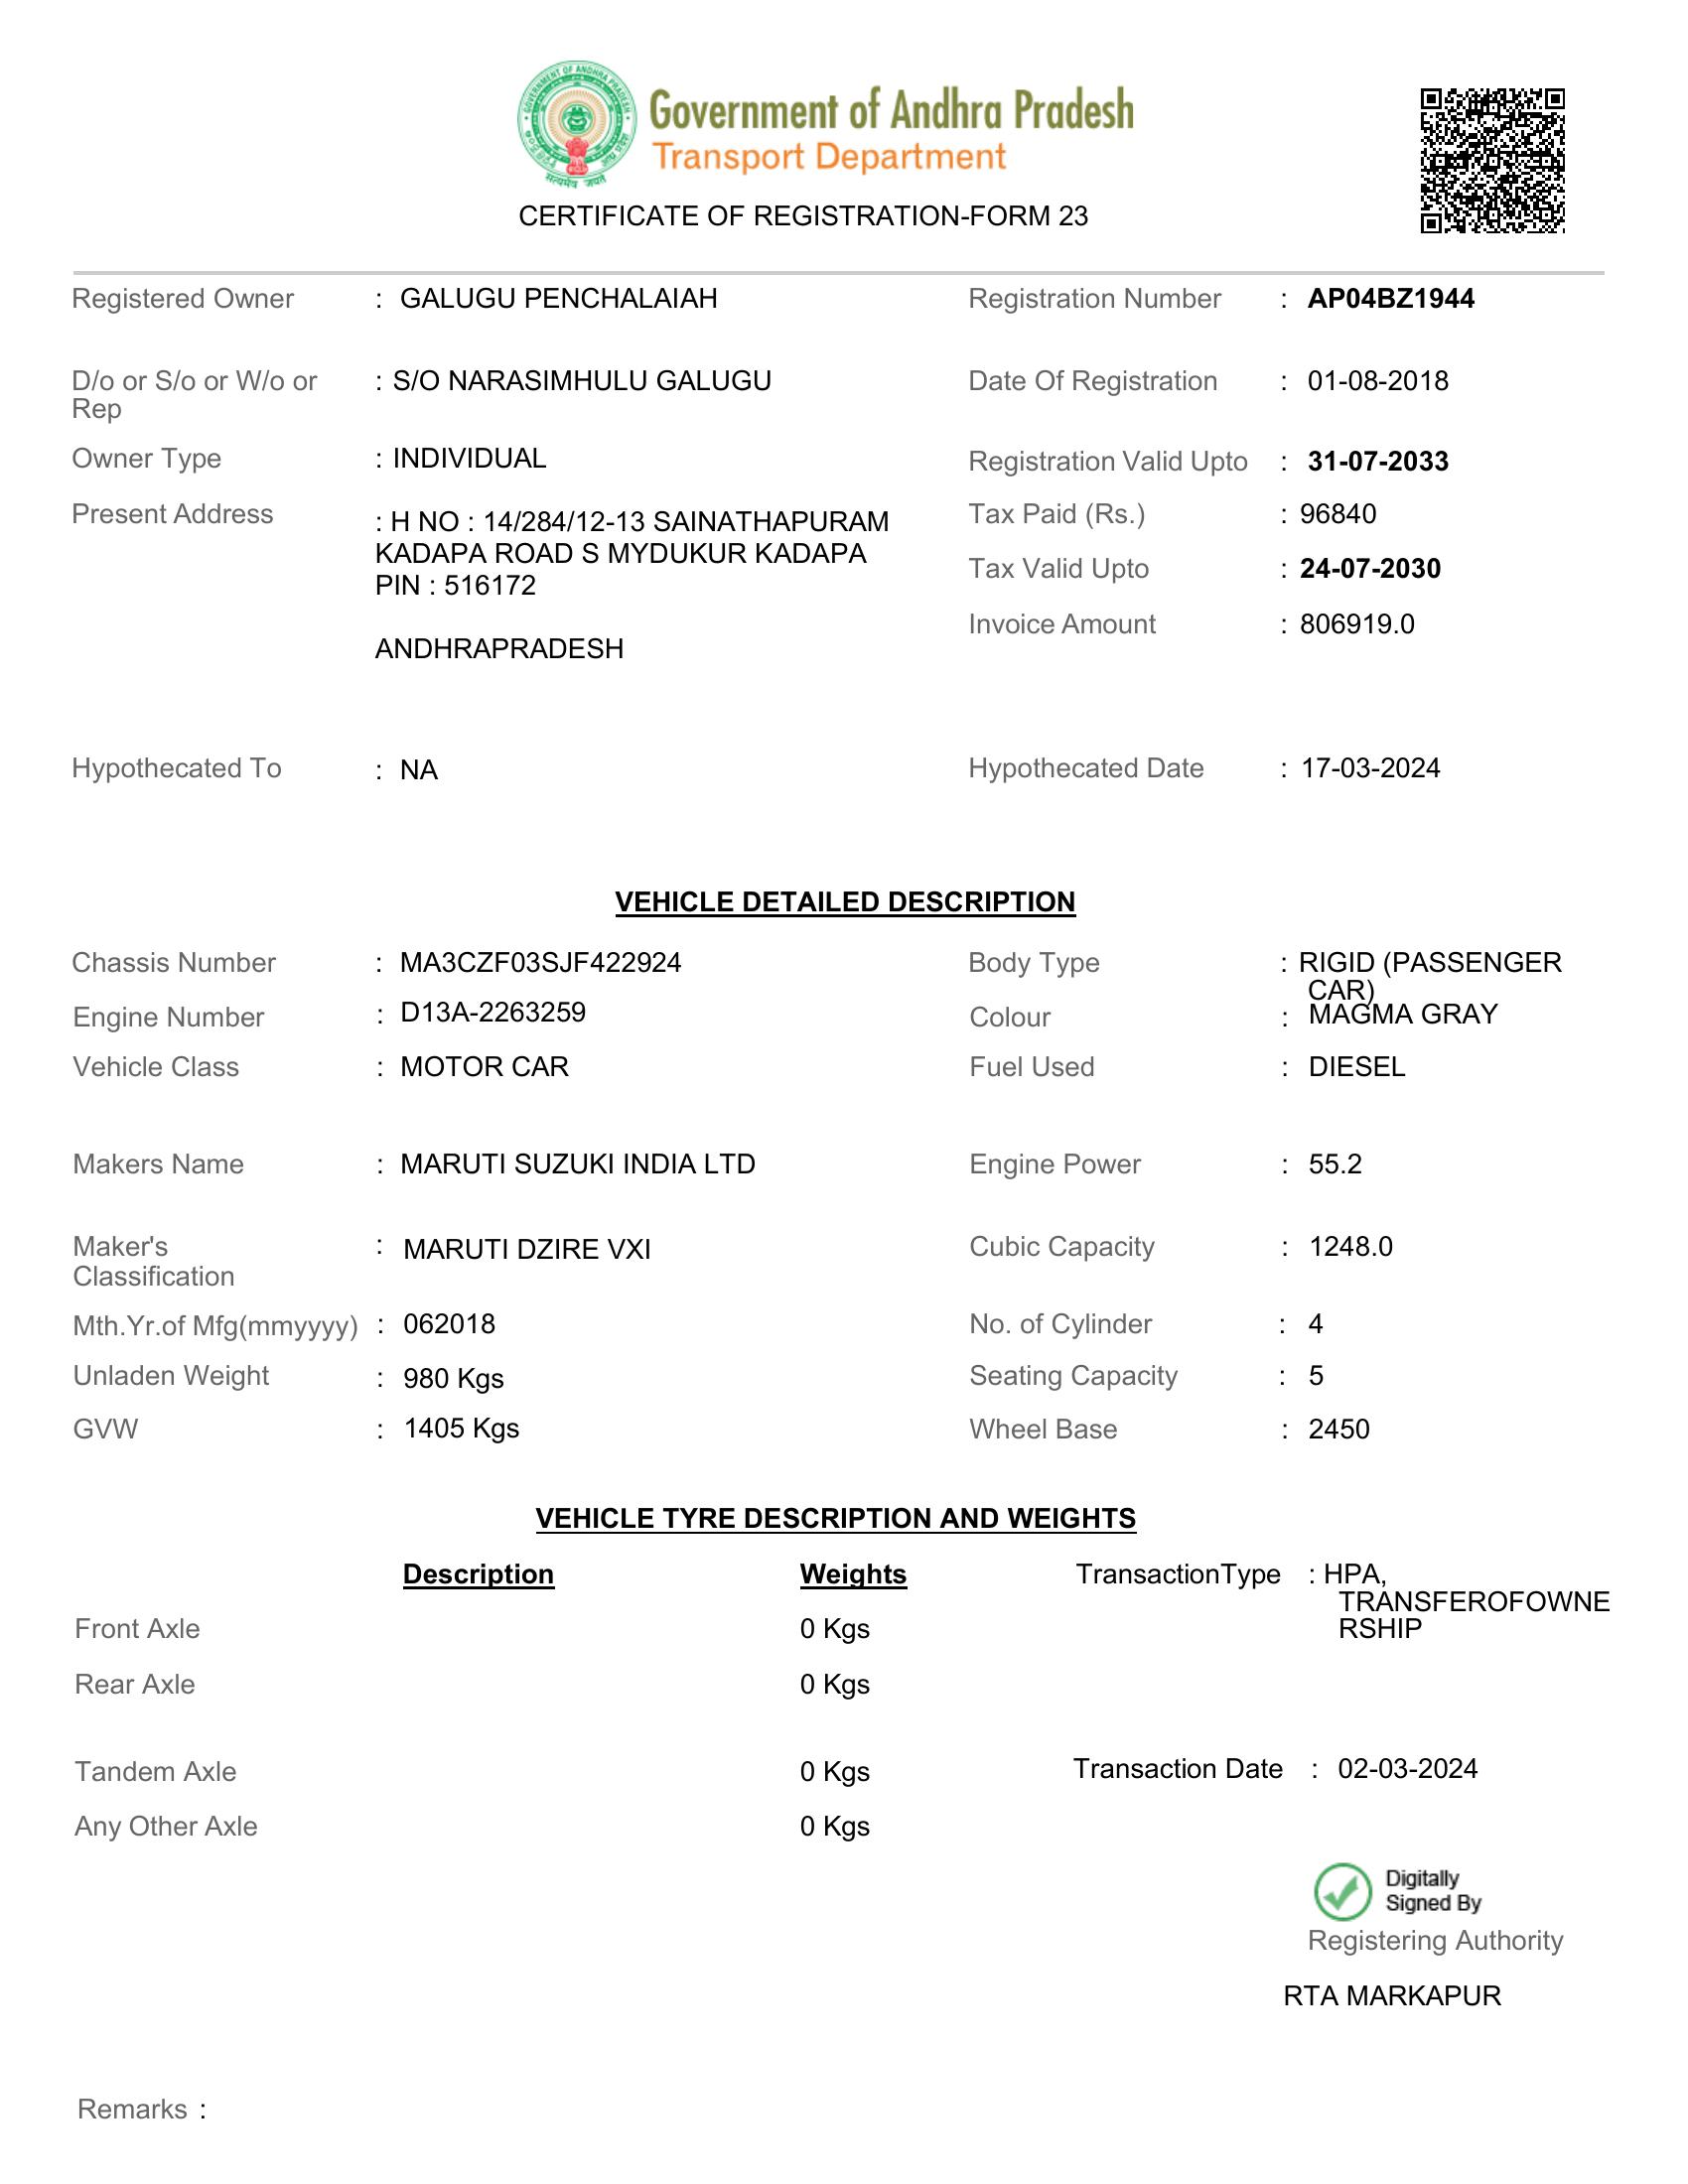 Government of Andhra Pradesh
Transport Department
CERTIFICATE OF REGISTRATION-FORM 23
Registered Owner : GALUGU PENCHALAIAH Registration Number : AP04BZ1944
D/o or S/o or W/o or Rep : S/O NARASIMHULU GALUGU Date Of Registration : 01-08-2018
Owner Type : INDIVIDUAL Registration Valid Upto : 31-07-2033
Present Address : H NO : 14/284/12-13 SAINATHAPURAM
KADAPA ROAD S MYDUKUR KADAPA
PIN : 516172
ANDHRAPRADESH
Tax Paid (Rs.) : 96840
Tax Valid Upto : 24-07-2030
Invoice Amount : 806919.0
Hypothecated To : NA Hypothecated Date : 17-03-2024
VEHICLE DETAILED DESCRIPTION
Chassis Number : MA3CZF03SJF422924 Body Type : RIGID (PASSENGER
CAR)
Engine Number : D13A-2263259 Colour : MAGMA GRAY
Vehicle Class : MOTOR CAR Fuel Used : DIESEL
Makers Name : MARUTI SUZUKI INDIA LTD Engine Power : 55.2
Maker's Classification : MARUTI DZIRE VXI Cubic Capacity : 1248.0
Mth.Yr.of Mfg(mmyyyy) : 062018 No. of Cylinder : 4
Unladen Weight : 980 Kgs Seating Capacity : 5
GVW : 1405 Kgs Wheel Base : 2450
VEHICLE TYRE DESCRIPTION AND WEIGHTS
Description Weights TransactionType : HPA,
TRANSFEROFOWNE
RSHIP
Front Axle 0 Kgs
Rear Axle 0 Kgs
Tandem Axle 0 Kgs Transaction Date : 02-03-2024
Any Other Axle 0 Kgs
Digitally
Signed By
Registering Authority
RTA MARKAPUR
Remarks :